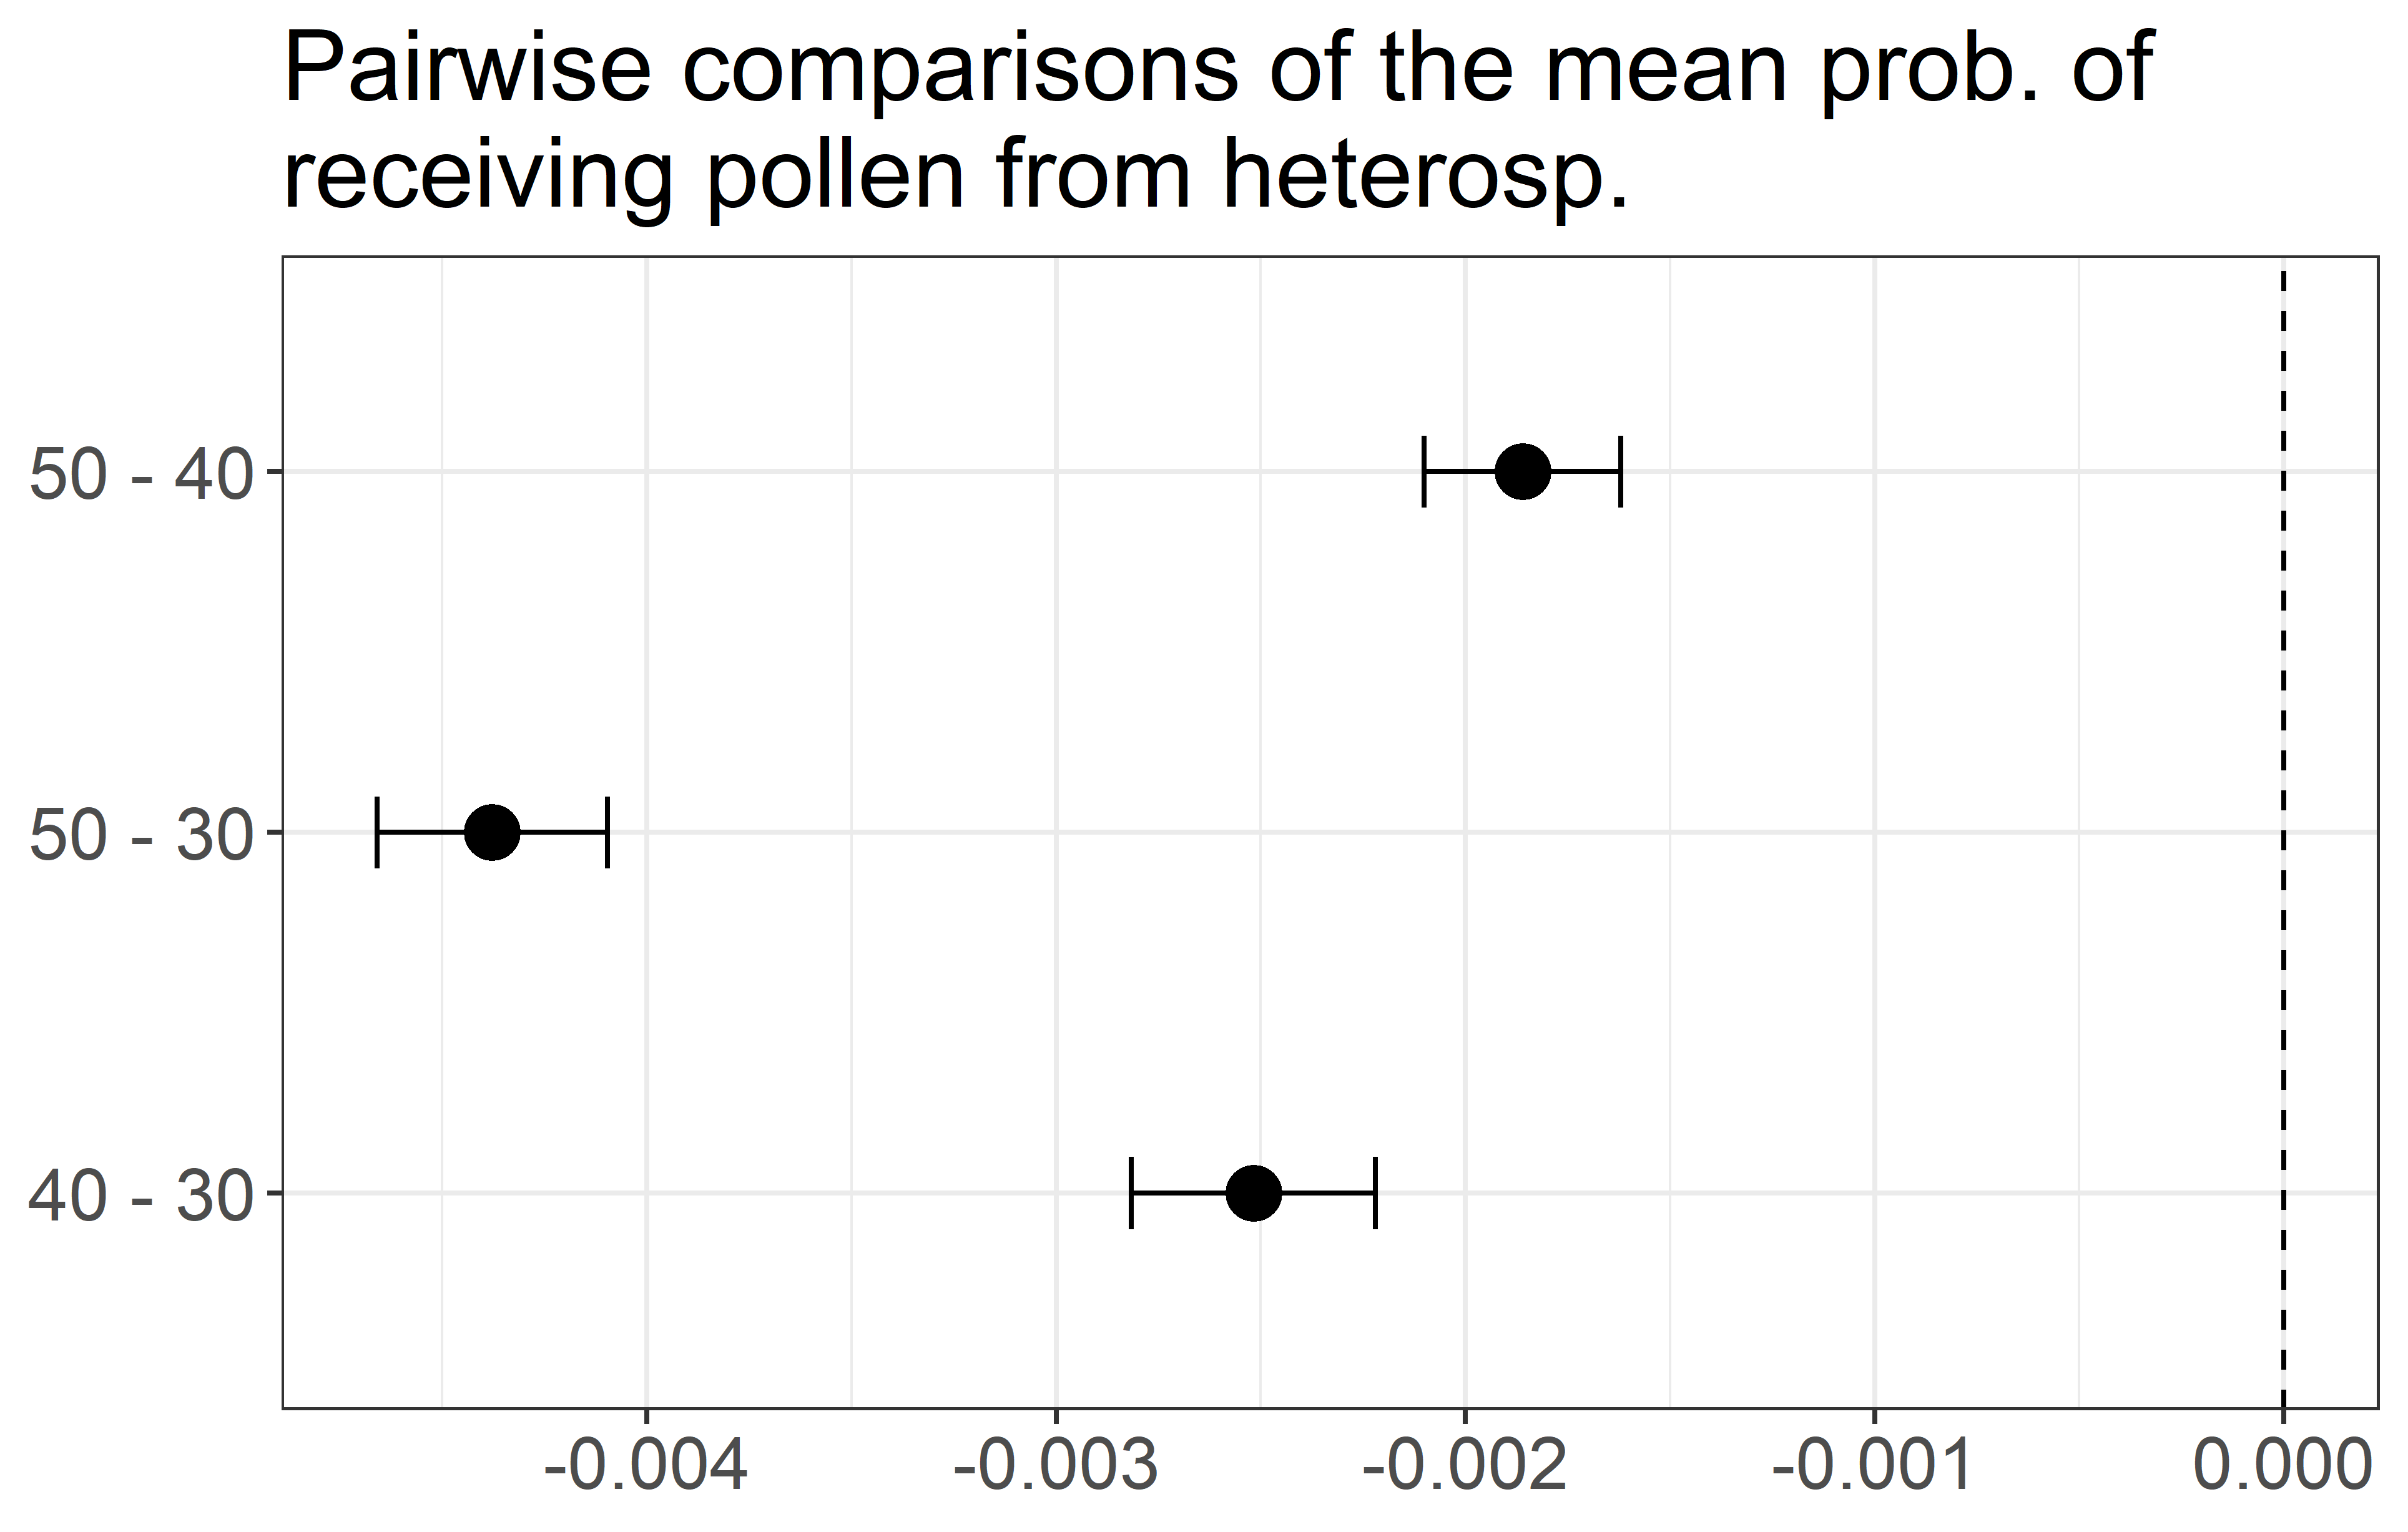 Pairwise comparisons of the mean prob. of
receiving pollen from heterosp.
50 - 40
50 - 30
40 - 30
-0.004 -0.003 -0.002 -0.001 0.000